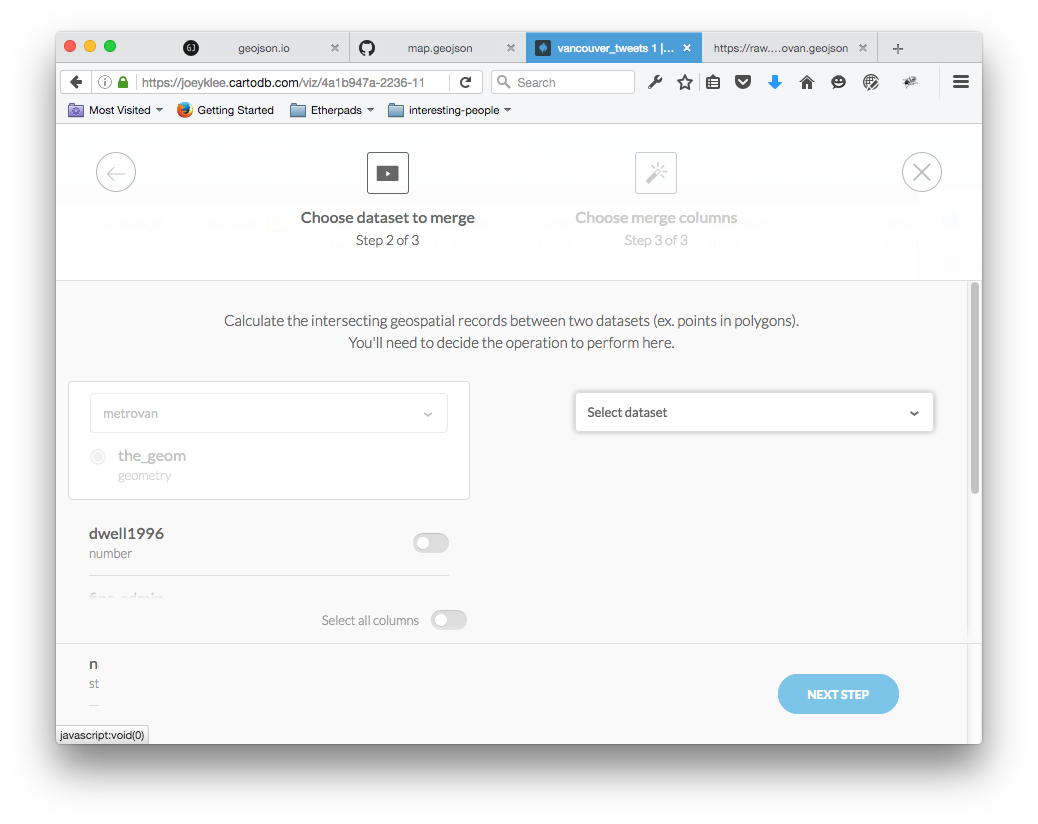 GJ
geojson.io
map.geojson
vancouver_tweets 1 |...
https://raw....ovan.geojson
https://joeyklee.cartodb.com/viz/4a1b947a-2236-11
Search
Most Visited
Getting Started
Etherpads
interesting-people
Choose dataset to merge
Step 2 of 3
Choose merge columns
Step 3 of 3
Calculate the intersecting geospatial records between two datasets (ex. points in polygons).
You'll need to decide the operation to perform here.
metrovan
Select dataset
the_geom
geometry
dwell1996
number
Select all columns
st
NEXT STEP
javascript:void(0)